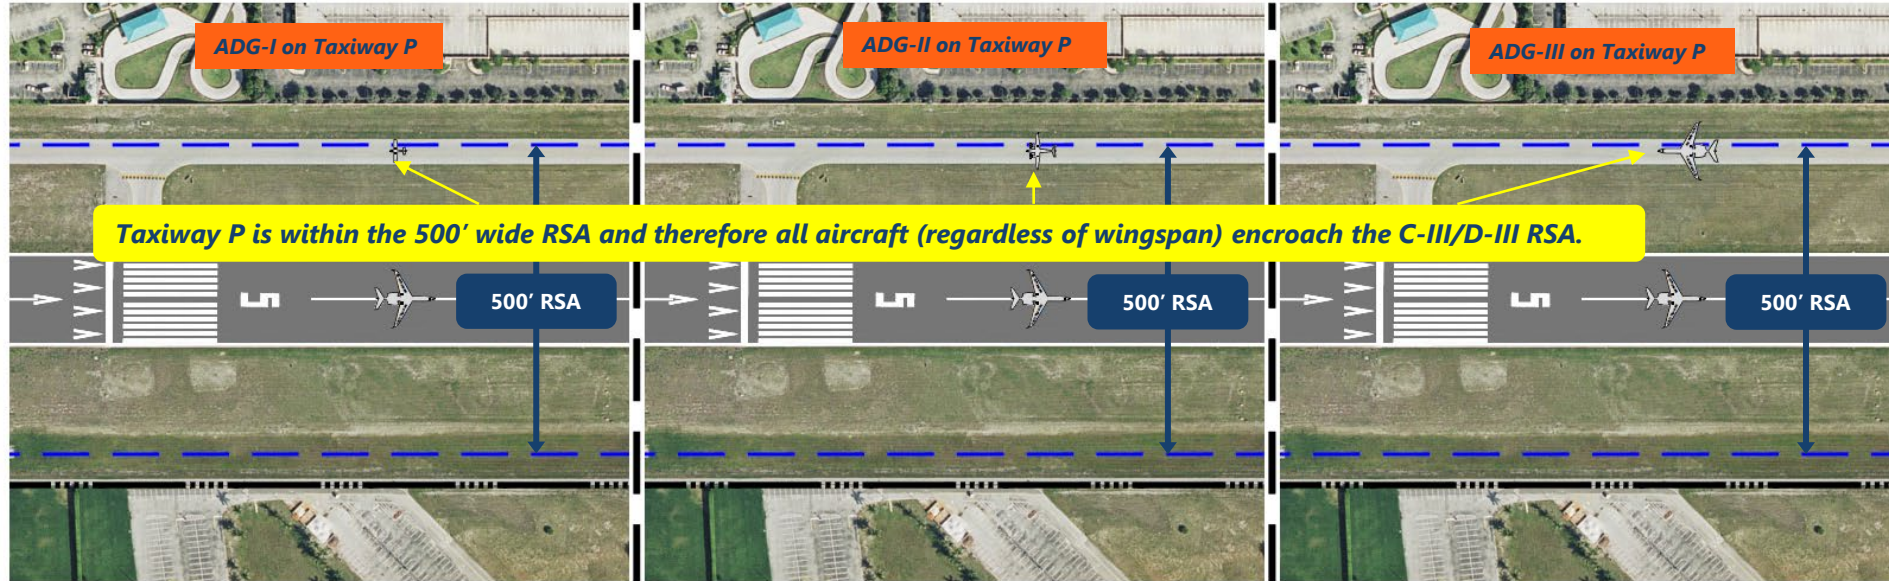 ADG-I on Taxiway P
ADG-II on Taxiway P
ADG-III on Taxiway P
Taxiway P is within the 500’ wide RSA and therefore all aircraft (regardless of wingspan) encroach the C-III/D-III RSA.
5
500’ RSA
5
500’ RSA
5
500’ RSA